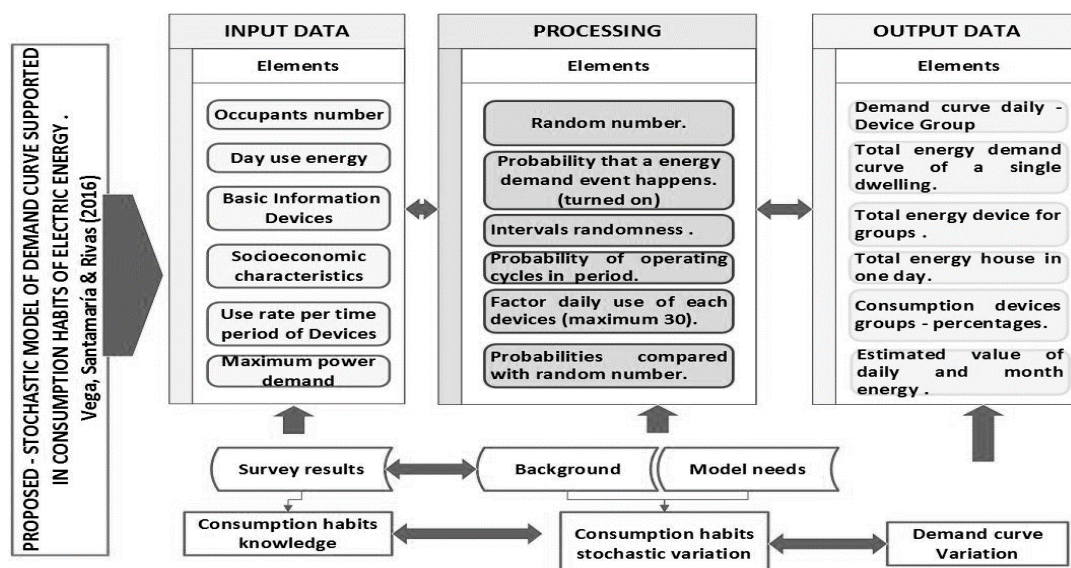 PROPOSED - STOCHASTIC MODEL OF DEMAND CURVE SUPPORTED
IN CONSUMPTION HABITS OF ELECTRIC ENERGY .
Vega, Santamaría & Rivas (2016)
INPUT DATA
Elements
Occupants number
Day use energy
Basic Information
Devices
Socioeconomic
characteristics
Use rate per time
period of Devices
Maximum power
demand
PROCESSING
Elements
Random number.
Probability that a energy
demand event happens.
(turned on)
Intervals randomness .
Probability of operating
cycles in period.
Factor daily use of each
devices (maximum 30).
Probabilities compared
with random number.
OUTPUT DATA
Elements
Demand curve daily -
Device Group
Total energy demand
curve of a single
dwelling.
Total energy device for
groups .
Total energy house in
one day.
Consumption devices
groups - percentages.
Estimated value of
daily and month
energy .
Survey results
Background
Model needs
Consumption habits
knowledge
Consumption habits
stochastic variation
Demand curve
Variation